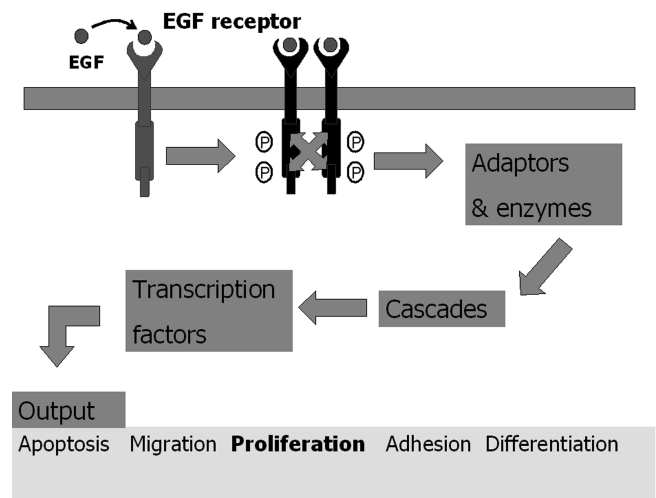 EGF receptor
EGF
P P
P P
Adaptors
& enzymes
Cascades
Transcription
factors
Output
Apoptosis Migration Proliferation Adhesion Differentiation